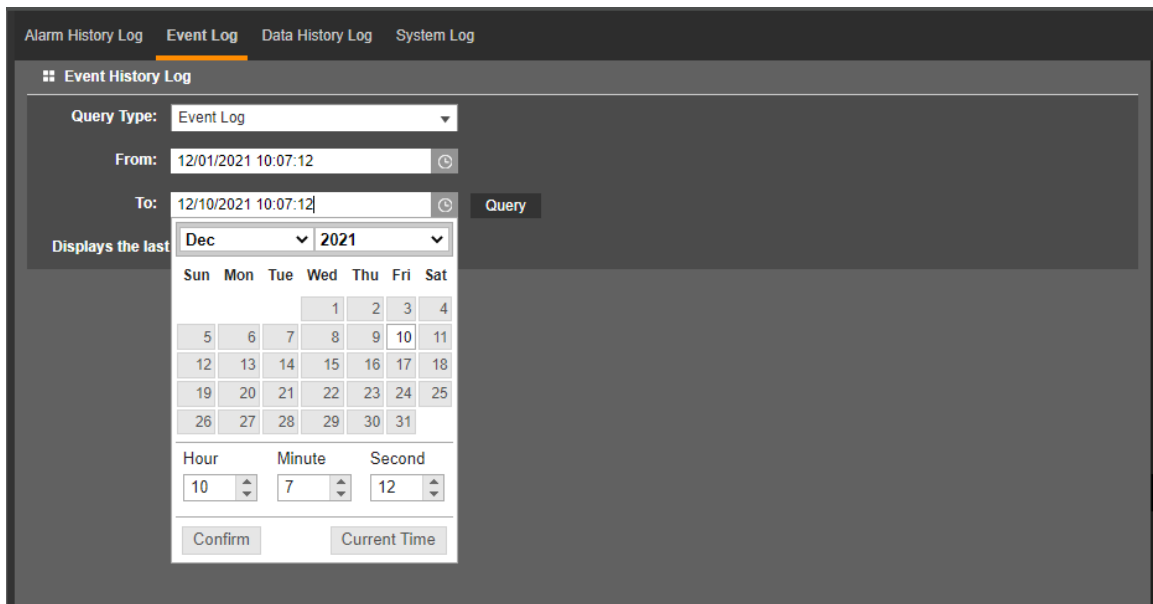 Alarm History Log Event Log Data History Log System Log
Event History Log
Query Type: Event Log
From: 12/01/2021 10:07:12
To: 12/10/2021 10:07:12 Query
Displays the last
Dec 2021
Sun Mon Tue Wed Thu Fri Sat
1 2 3 4
5 6 7 8 9 10 11
12 13 14 15 16 17 18
19 20 21 22 23 24 25
26 27 28 29 30 31
Hour Minute Second
10 7 12
Confirm Current Time